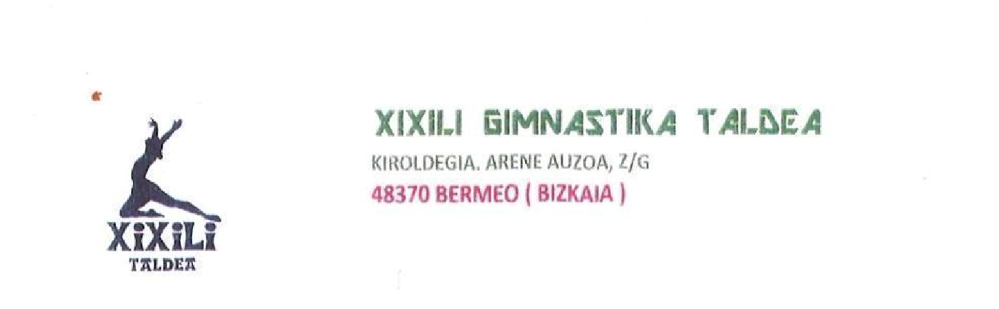 XIXILI GIMNASTIKA TALDEA
KIROLDEGIA. ARENE AUZOA, Z/G
48370 BERMEO ( BIZKAIA )
XiXiLi
TALDEA